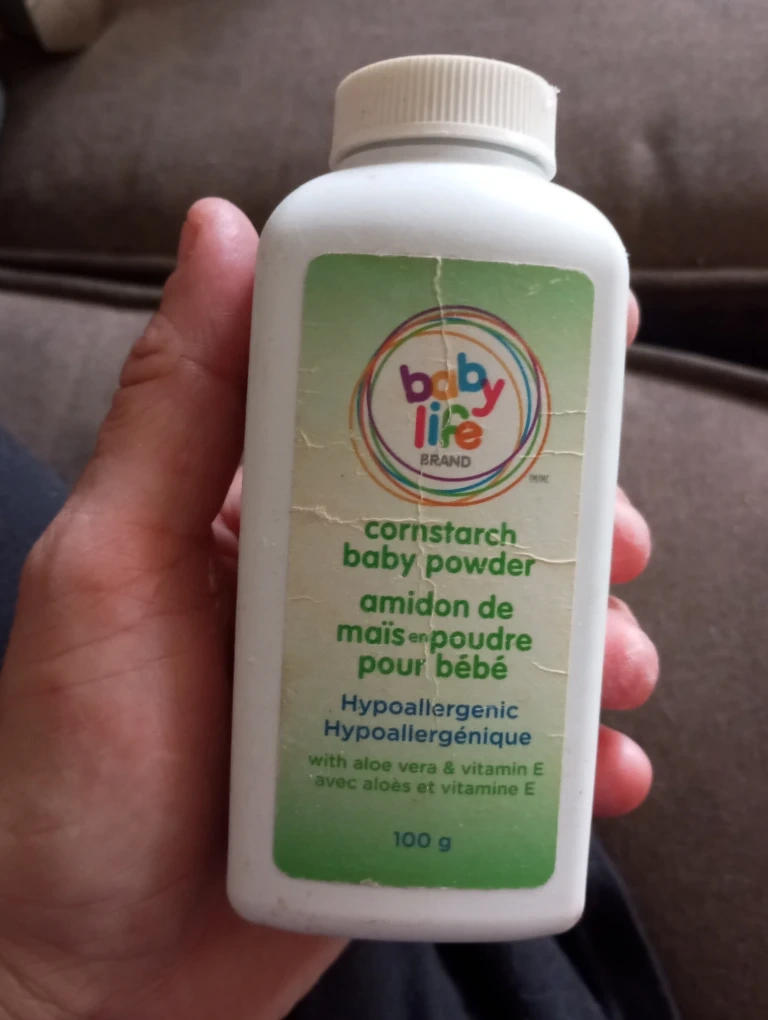 baby
life
BRAND
TM/MC
cornstarch
baby powder
amidon de
maïs en poudre
pour bébé
Hypoallergenic
Hypoallergénique
with aloe vera & vitamin E
avec aloès et vitamine E
100 g